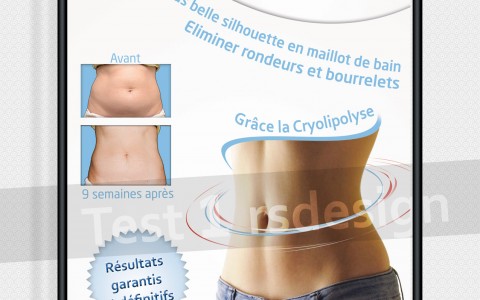 belle silhouette en maillot de bain
Eliminer rondeurs et bourrelets
Avant
Grâce la Cryolipolyse
9 semaines après
Test
rsdesign
Résultats
garantis